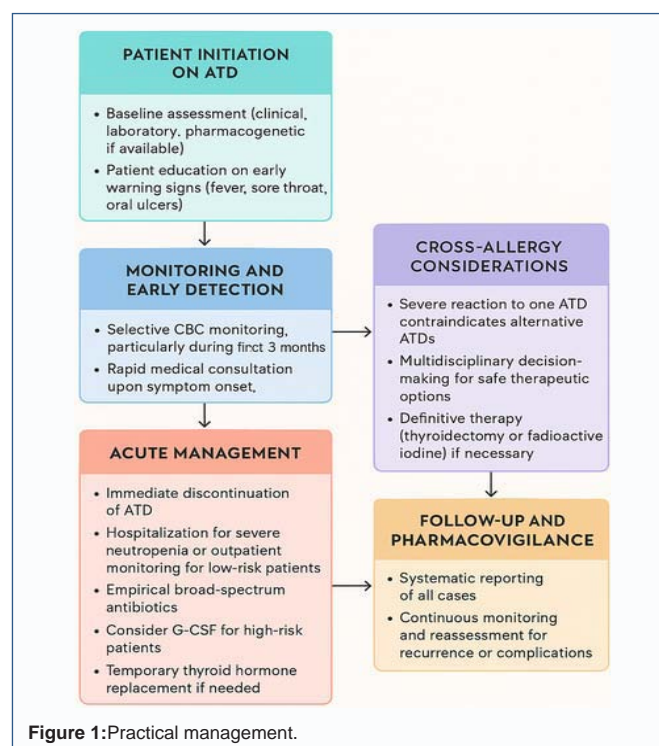 PATIENT INITIATION
ON ATD
• Baseline assessment (clinical,
laboratory. pharmacogenetic
if available)
• Patient education on early
warning signs (fever, sore throat,
oral ulcers)
MONITORING AND
EARLY DETECTION
• Selective CBC monitoring,
particularly during firct 3 months
• Rapid medical consultation
upon symptom onset.
CROSS-ALLERGY
CONSIDERATIONS
• Severe reaction to one ATD
contraindicates alternative
ATDs
• Multidisciplinary decision-
making for safe therapeutic
options
• Definitive therapy
(thyroidectomy or fadioactive
iodine) if necessary
ACUTE MANAGEMENT
• Immediate discontinuation
of ATD
• Hospitalization for severe
neutropenia or outpatient
monitoring for low-risk patients
• Empirical broad-spectrum
antibiotics
• Consider G-CSF for high-risk
patients
• Temporary thyroid hormone
replacement if needed
FOLLOW-UP AND
PHARMACOVIGILANCE
• Systematic reporting
of all cases
• Continuous monitoring
and reassessment for
recurrence or complications
Figure 1:Practical management.